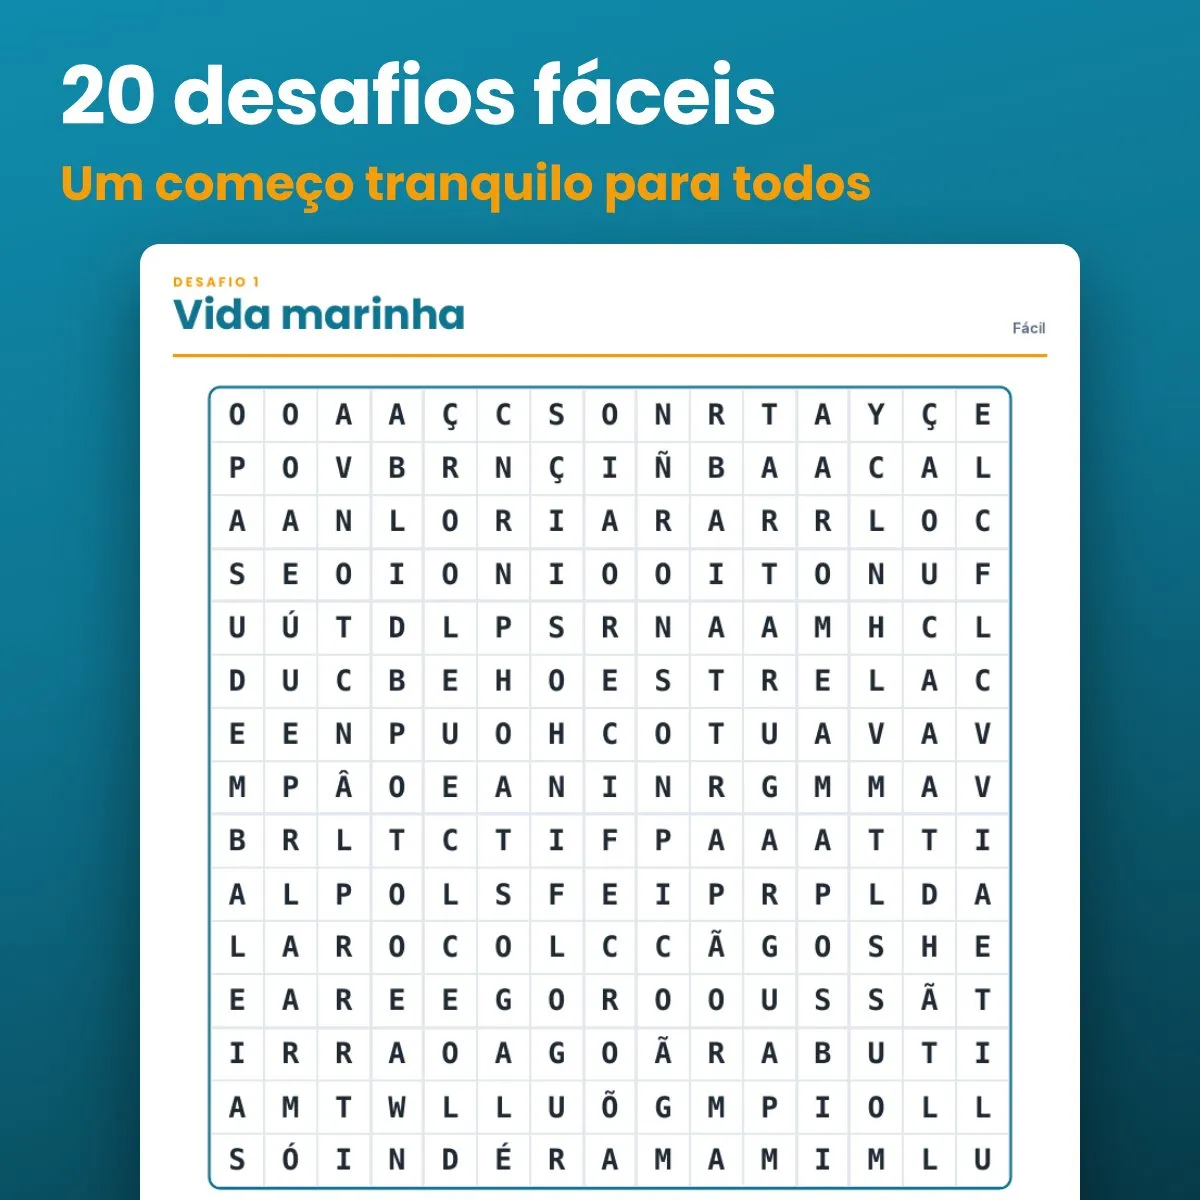 20 desafios fáceis
Um começo tranquilo para todos
DESAFIO 1
Vida marinha
Fácil
O O A A Ç C S O N R T A Y Ç E
P O V B R N Ç I Ñ B A A C A L
A A N L O R I A R A R R L O C
S E O I O N I O O I T O N U F
U Ú T D L P S R N A A M H C L
D U C B E H O E S T R E L A C
E E N P U O H C O T U A V A V
M P Â O E A N I N R G M M A V
B R L T C T I F P A A A T T I
A L P O L S F E I P R P L D A
L A R O C O L C C Ã G O S H E
E A R E E G O R O O U S S Ã T
I R R A O A G O Ã R A B U T I
A M T W L L U Õ G M P I O L L
S Ó I N D É R A M A M I M L U